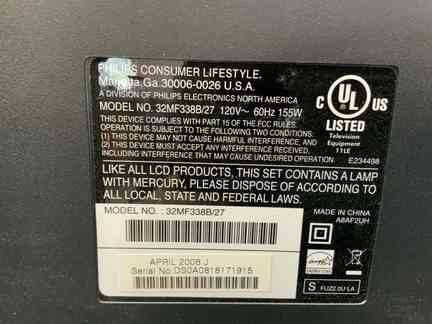 PHILIPS CONSUMER LIFESTYLE.
Marietta,Ga.30006-0026 U.S.A.
A DIVISION OF PHILIPS ELECTRONICS NORTH AMERICA
MODEL NO. 32MF338B/27 120V~ 60Hz 155W
THIS DEVICE COMPLIES WITH PART 15 OF THE FCC RULES.
OPERATION IS SUBJECT TO THE FOLLOWING TWO CONDITIONS:
(1) THIS DEVICE MAY NOT CAUSE HARMFUL INTERFERENCE, AND
(2) THIS DEVICE MUST ACCEPT ANY INTERFERENCE RECEIVED,
INCLUDING INTERFERENCE THAT MAY CAUSE UNDESIRED OPERATION.
C UL US
LISTED
Television
Equipment
11LE
E234498
LIKE ALL LCD PRODUCTS, THIS SET CONTAINS A LAMP
WITH MERCURY, PLEASE DISPOSE OF ACCORDING TO
ALL LOCAL, STATE AND FEDERAL LAWS.
MODEL NO. : 32MF338B/27
MADE IN CHINA
A8AF2UH
APRIL 2008 J
Serial No:DS0A0818171915
S FUZ2.0U LA